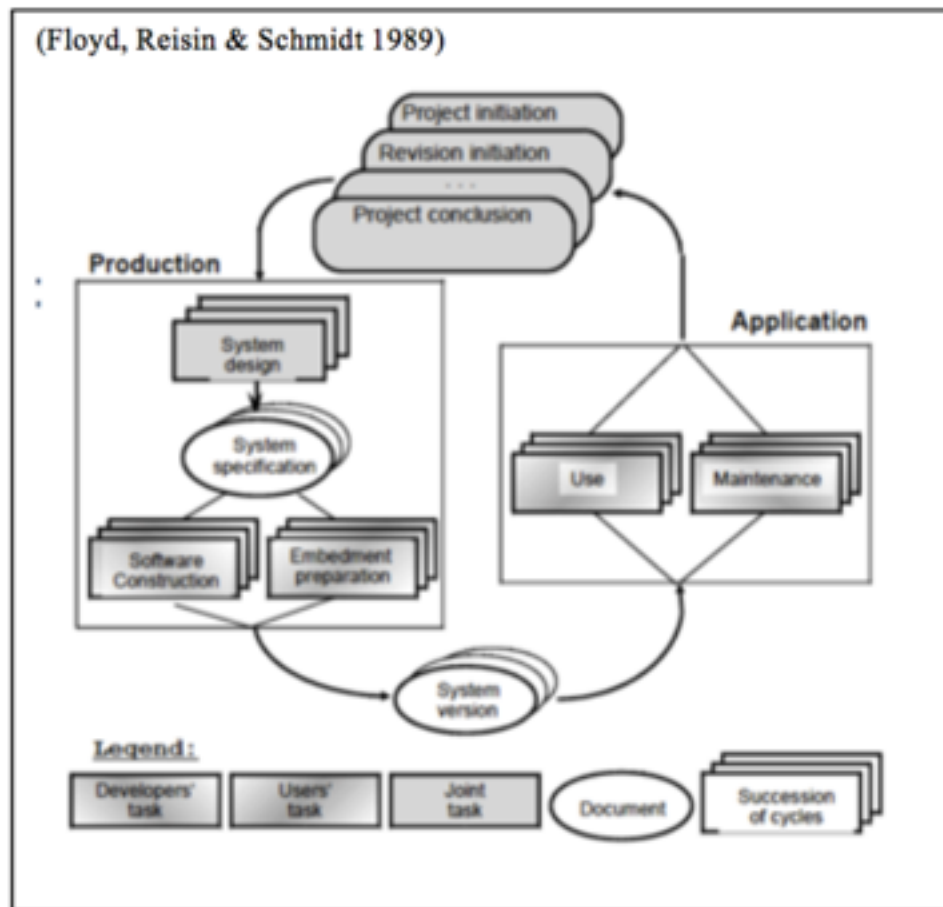 (Floyd, Reisin & Schmidt 1989)
Project initiation
Revision initiation
. . .
Project conclusion
Production
System
design
System
specification
Software
Construction
Embedment
preparation
Application
Use
Maintenance
System
version
Legend:
Developers'
task
Users'
task
Joint
task
Document
Succession
of cycles